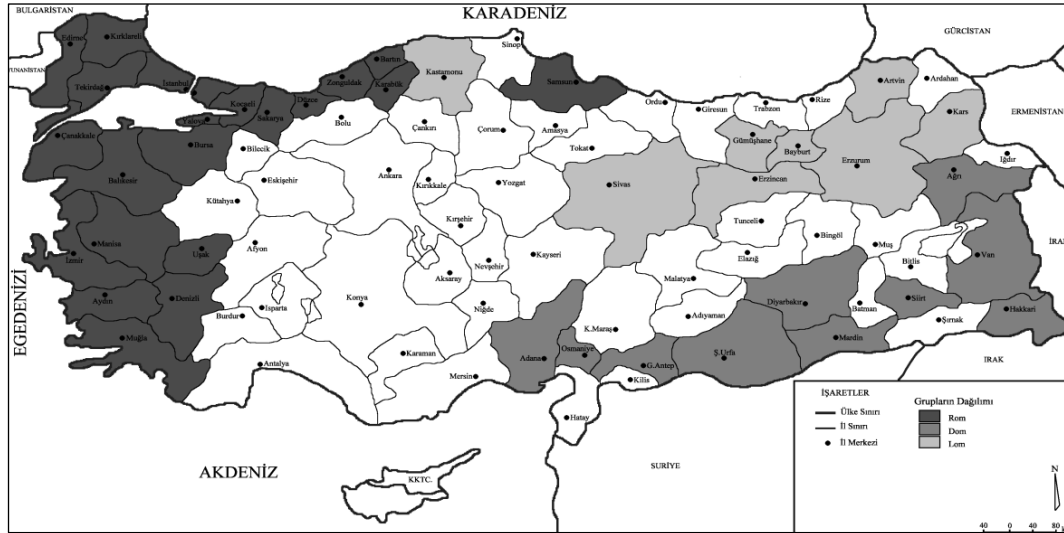 BULGARİSTAN
KARADENİZ
GÜRCİSTAN
YUNANİSTAN
ERMENİSTAN
İRAN
IRAK
SURİYE
KKTC.
AKDENİZ
EGEDENİZİ
Edirne
Kırklareli
Tekirdağ
İstanbul
Kocaeli
Yalova
Sakarya
Düzce
Zonguldak
Bartın
Karabük
Kastamonu
Sinop
Samsun
Ordu
Giresun
Trabzon
Rize
Artvin
Ardahan
Çanakkale
Bursa
Bilecik
Bolu
Çankırı
Çorum
Amasya
Tokat
Gümüşhane
Bayburt
Erzurum
Kars
Iğdır
Balıkesir
Kütahya
Eskişehir
Ankara
Kırıkkale
Yozgat
Sivas
Erzincan
Ağrı
Manisa
İzmir
Uşak
Afyon
Kırşehir
Nevşehir
Kayseri
Tunceli
Bingöl
Muş
Elazığ
Bitlis
Van
Aydın
Denizli
Burdur
Isparta
Konya
Aksaray
Niğde
Malatya
Adıyaman
Diyarbakır
Batman
Siirt
Hakkari
Şırnak
Mardin
Muğla
Antalya
Karaman
Mersin
Adana
K.Maraş
Osmaniye
G.Antep
Kilis
Ş.Urfa
Hatay
İŞARETLER
Ülke Sınırı
İl Sınırı
İl Merkezi
Grupların Dağılımı
Rom
Dom
Lom
N
40 0 40 80